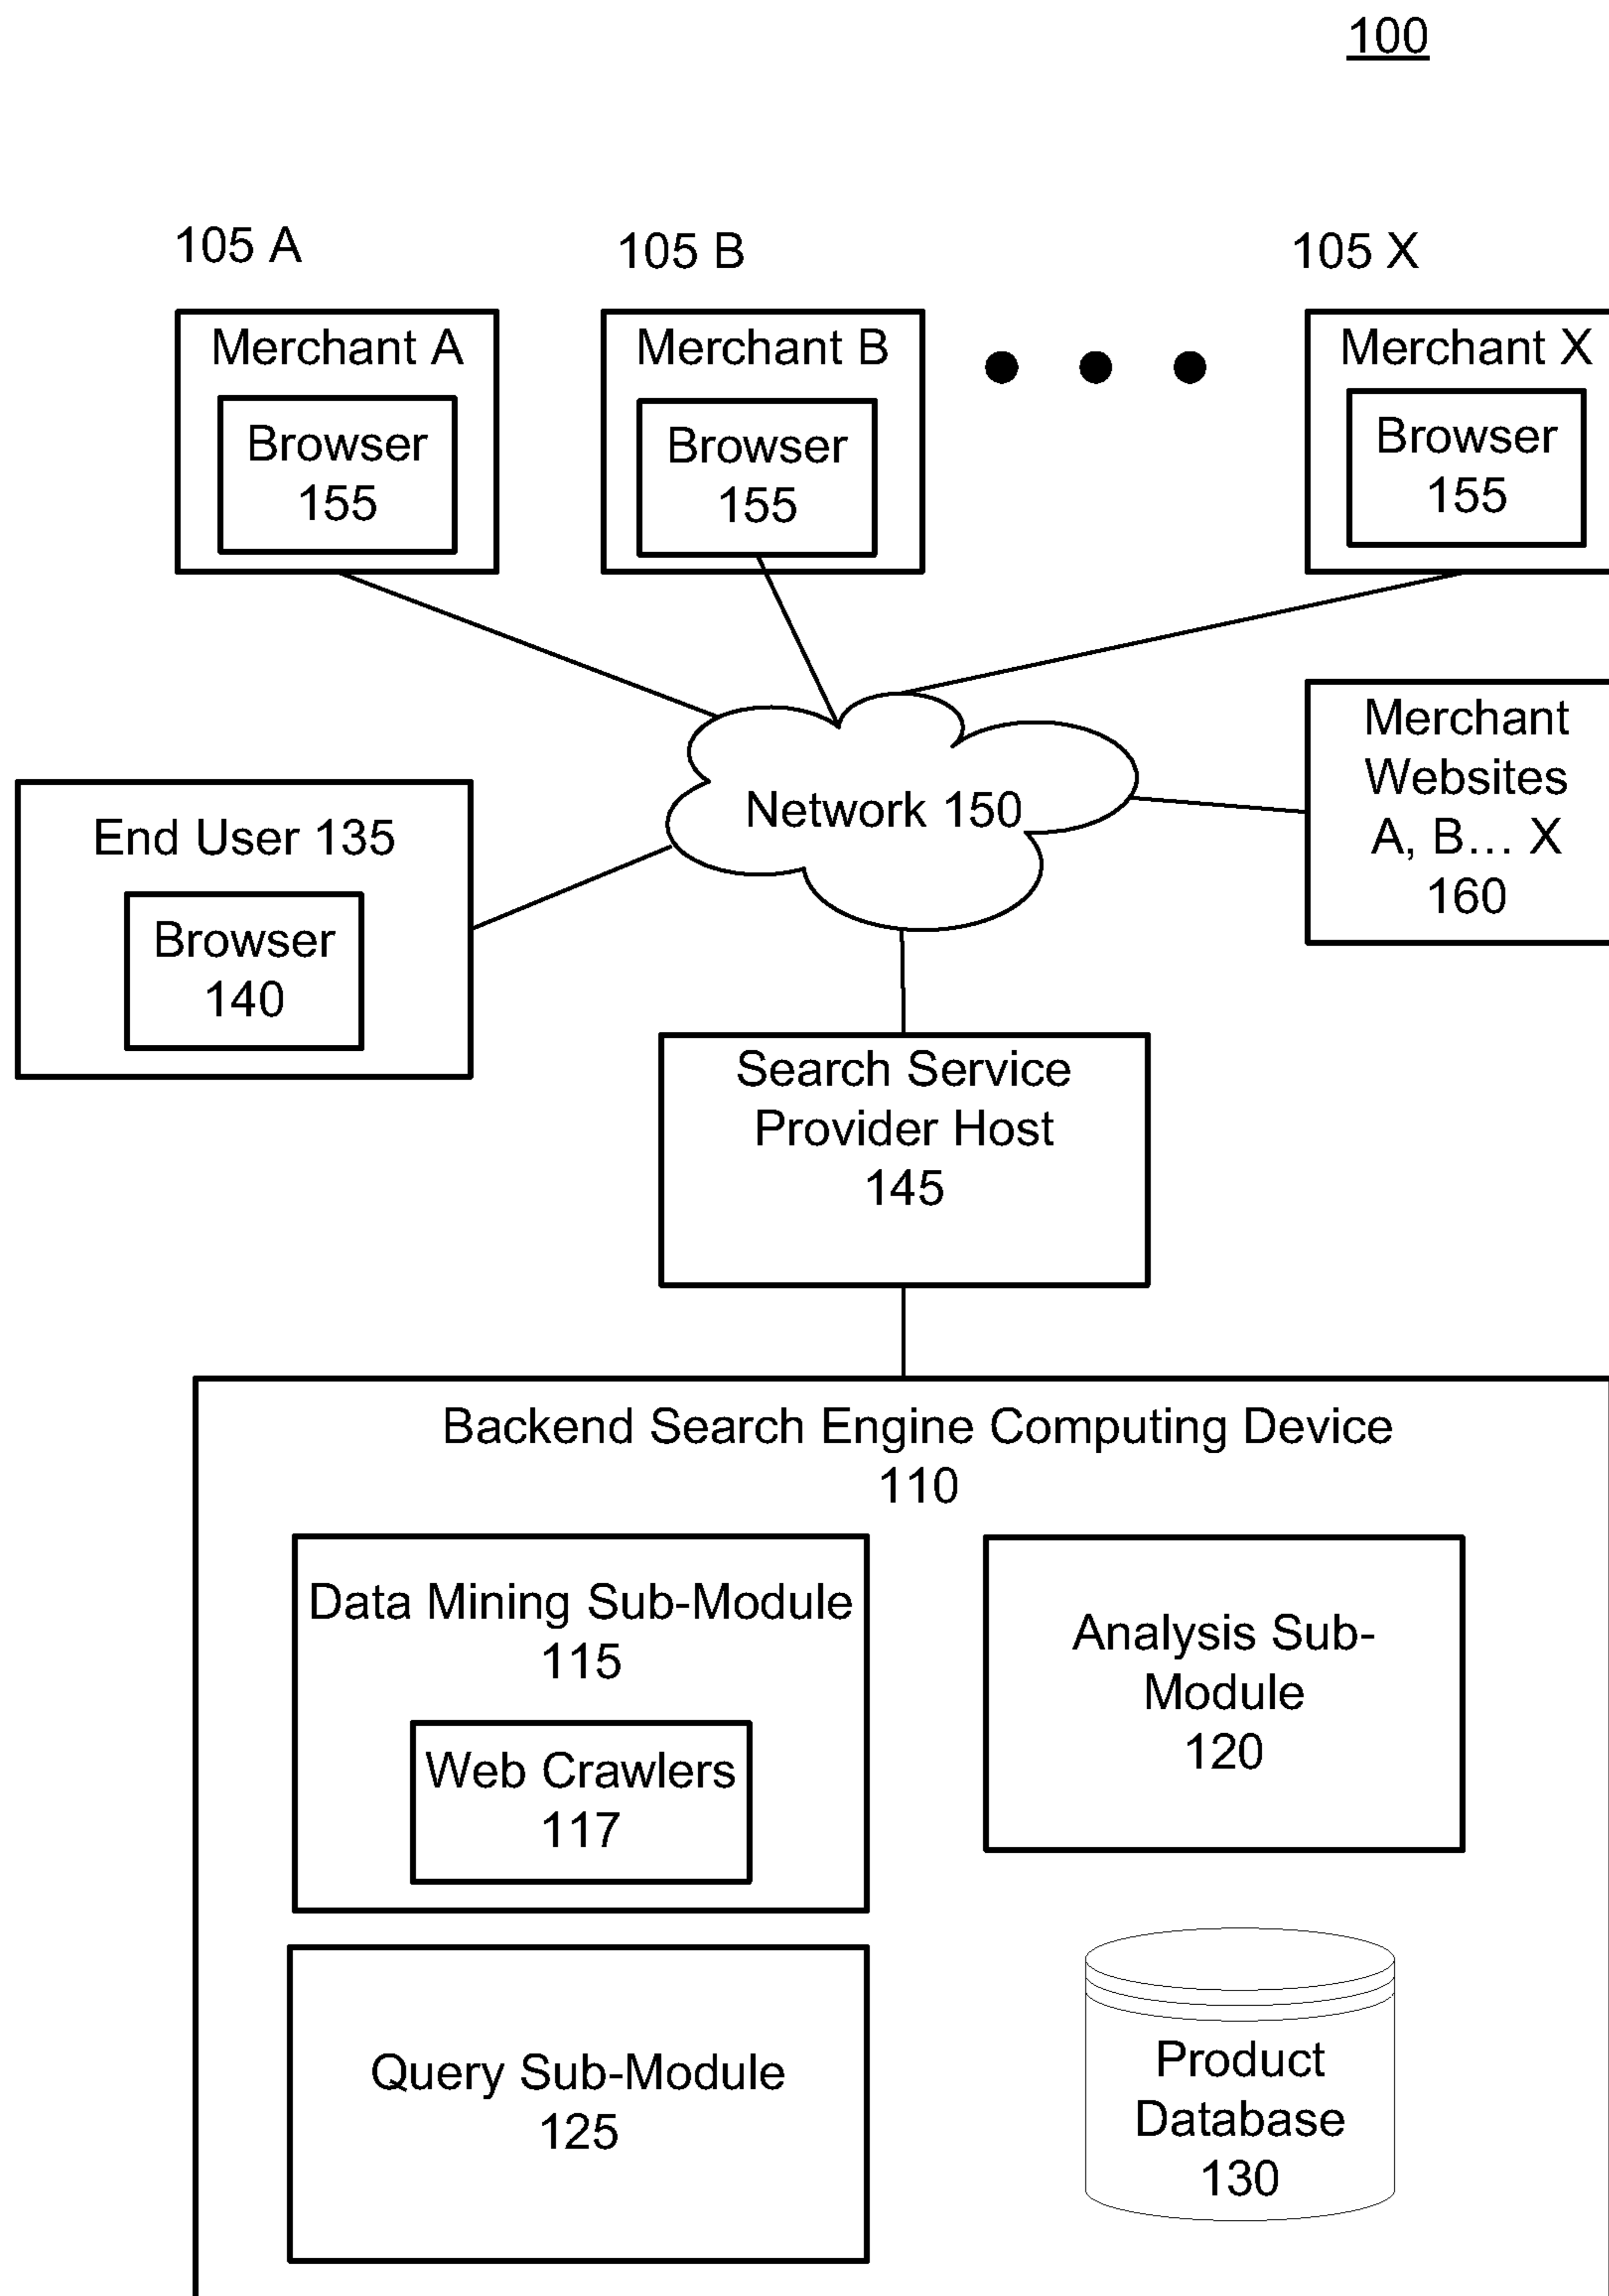 100
105 A
105 B
105 X
Merchant A
Browser
155
Merchant B
Browser
155
Merchant X
Browser
155
Network 150
Merchant
Websites
A, B... X
160
End User 135
Browser
140
Search Service
Provider Host
145
Backend Search Engine Computing Device
110
Data Mining Sub-Module
115
Web Crawlers
117
Analysis Sub-
Module
120
Query Sub-Module
125
Product
Database
130